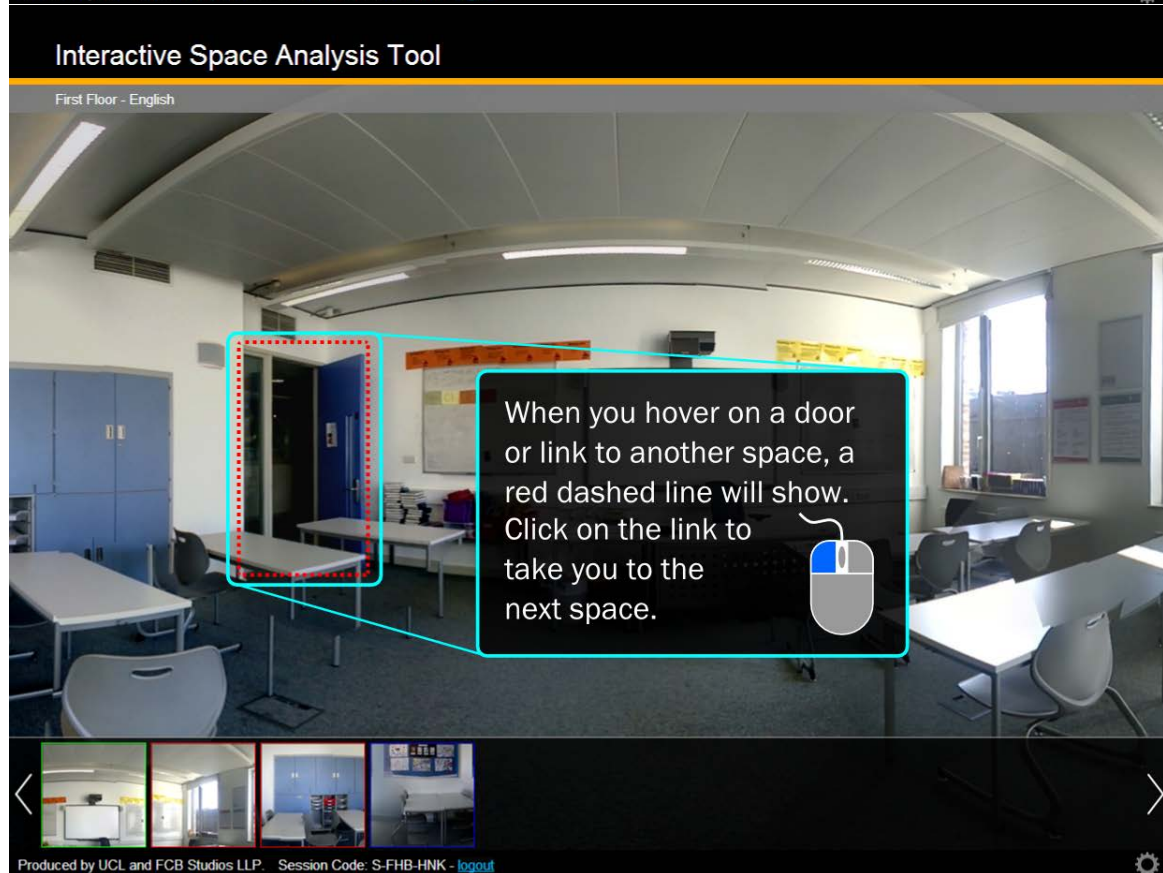 Interactive Space Analysis Tool
First Floor - English
When you hover on a door
or link to another space, a
red dashed line will show.
Click on the link to
take you to the
next space.
Produced by UCL and FCB Studios LLP. Session Code: S-FHB-HNK - logout